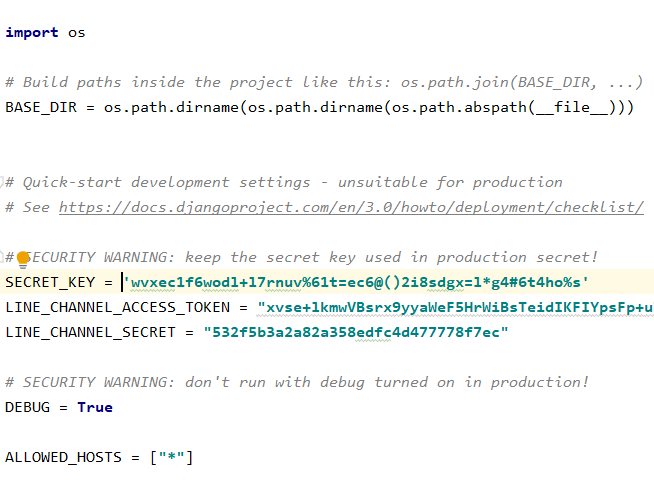 import os
# Build paths inside the project like this: os.path.join(BASE_DIR, ...)
BASE_DIR = os.path.dirname(os.path.dirname(os.path.abspath(__file__)))
# Quick-start development settings - unsuitable for production
# See https://docs.djangoproject.com/en/3.0/howto/deployment/checklist/
# SECURITY WARNING: keep the secret key used in production secret!
SECRET_KEY = 'wvxec1f6wodl+l7rnuv%61t=ec6@()2i8sdgx=l*g4#6t4ho%s'
LINE_CHANNEL_ACCESS_TOKEN = "xvse+lkmwVBsrx9yyaWeF5HrWiBsTeidIKFIYpsFp+u
LINE_CHANNEL_SECRET = "532f5b3a2a82a358edfc4d477778f7ec"
# SECURITY WARNING: don't run with debug turned on in production!
DEBUG = True
ALLOWED_HOSTS = ["*"]